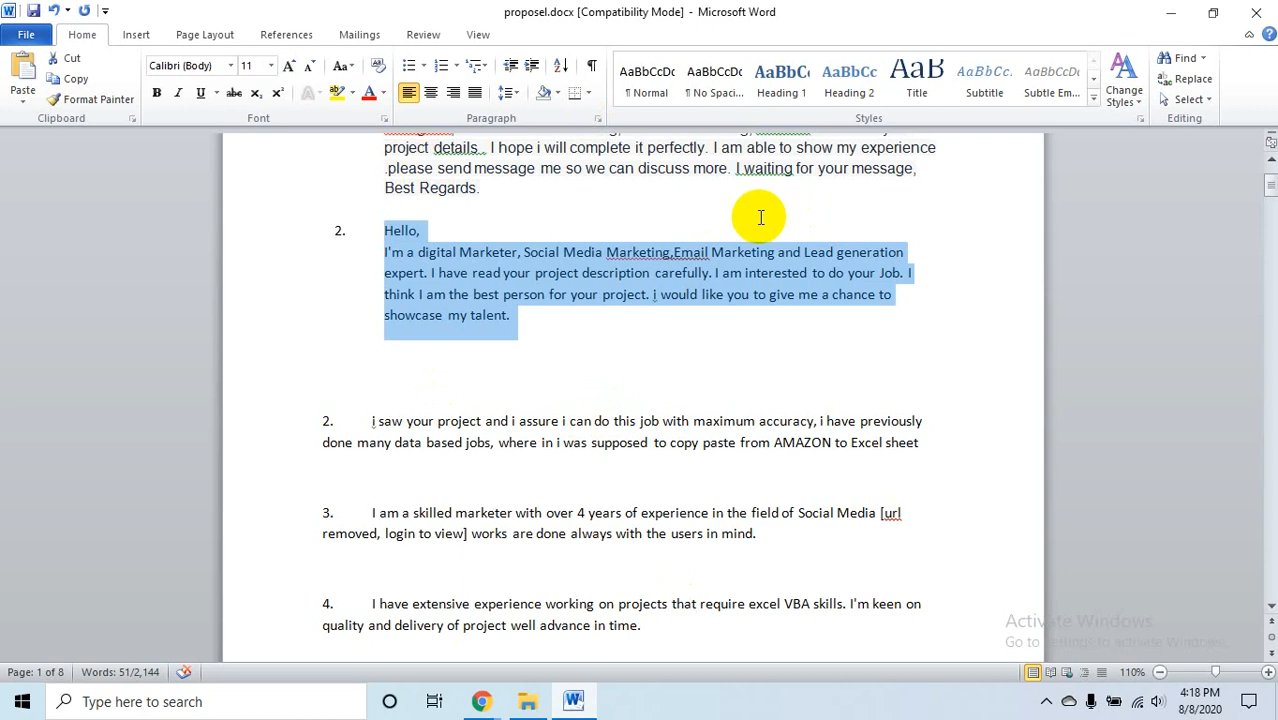 proposel.docx [Compatibility Mode] - Microsoft Word
File Home Insert Page Layout References Mailings Review View
Paste
Cut
Copy
Format Painter
Clipboard
Calibri (Body) 11
Font
Paragraph
AaBbCcDc AaBbCcDc AaBbCc AaBbCc AaB AaBbCcI AaBbCcDc
¶ Normal ¶ No Spaci... Heading 1 Heading 2 Title Subtitle Subtle Em...
Change Styles
Styles
Find
Replace
Select
Editing
project details . I hope i will complete it perfectly. I am able to show my experience
.please send message me so we can discuss more. I waiting for your message,
Best Regards.
2. Hello,
I'm a digital Marketer, Social Media Marketing,Email Marketing and Lead generation
expert. I have read your project description carefully. I am interested to do your Job. I
think I am the best person for your project. i would like you to give me a chance to
showcase my talent.
2. i saw your project and i assure i can do this job with maximum accuracy, i have previously
done many data based jobs, where in i was supposed to copy paste from AMAZON to Excel sheet
3. I am a skilled marketer with over 4 years of experience in the field of Social Media [url
removed, login to view] works are done always with the users in mind.
4. I have extensive experience working on projects that require excel VBA skills. I'm keen on
quality and delivery of project well advance in time.
Activate Windows
Go to Settings to activate Windows.
Page: 1 of 8 Words: 51/2,144 110%
Type here to search
4:18 PM
8/8/2020